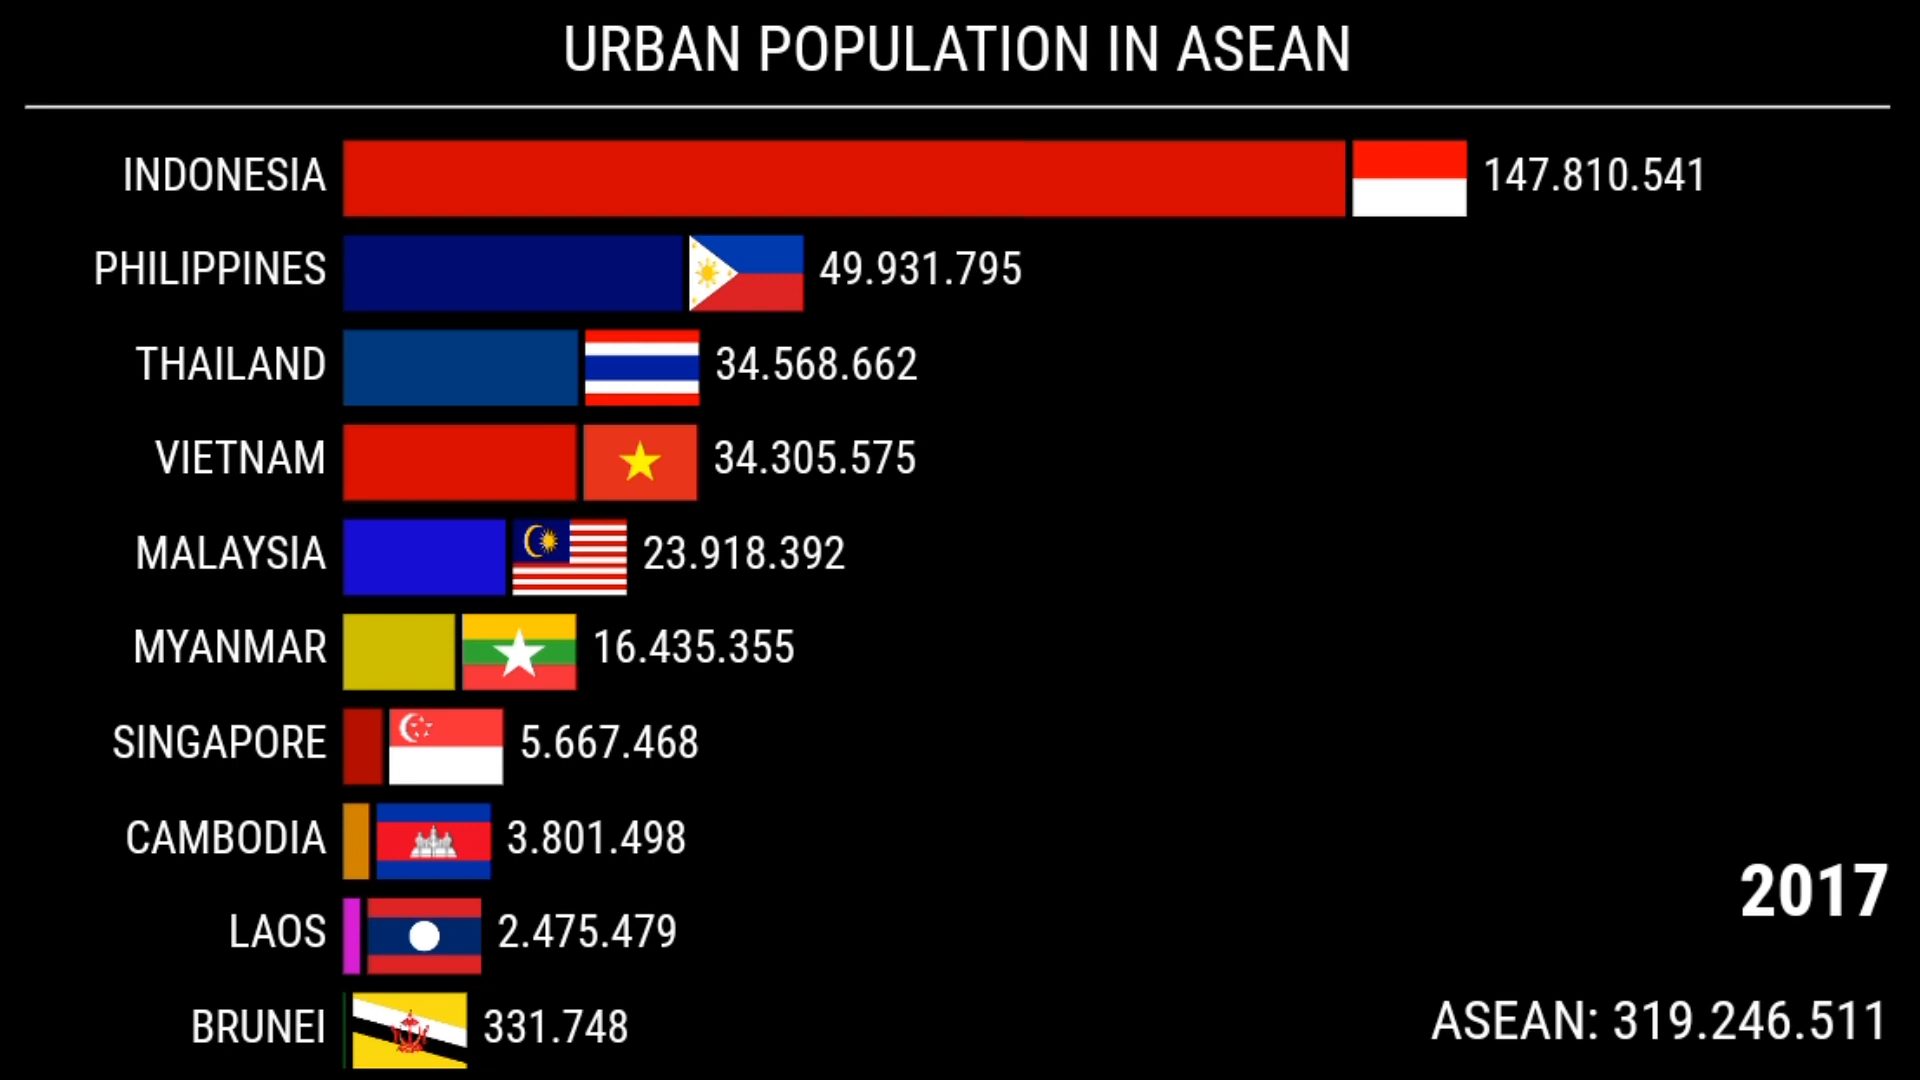 URBAN POPULATION IN ASEAN
INDONESIA 147.810.541
PHILIPPINES 49.931.795
THAILAND 34.568.662
VIETNAM 34.305.575
MALAYSIA 23.918.392
MYANMAR 16.435.355
SINGAPORE 5.667.468
CAMBODIA 3.801.498
LAOS 2.475.479
BRUNEI 331.748
2017
ASEAN: 319.246.511